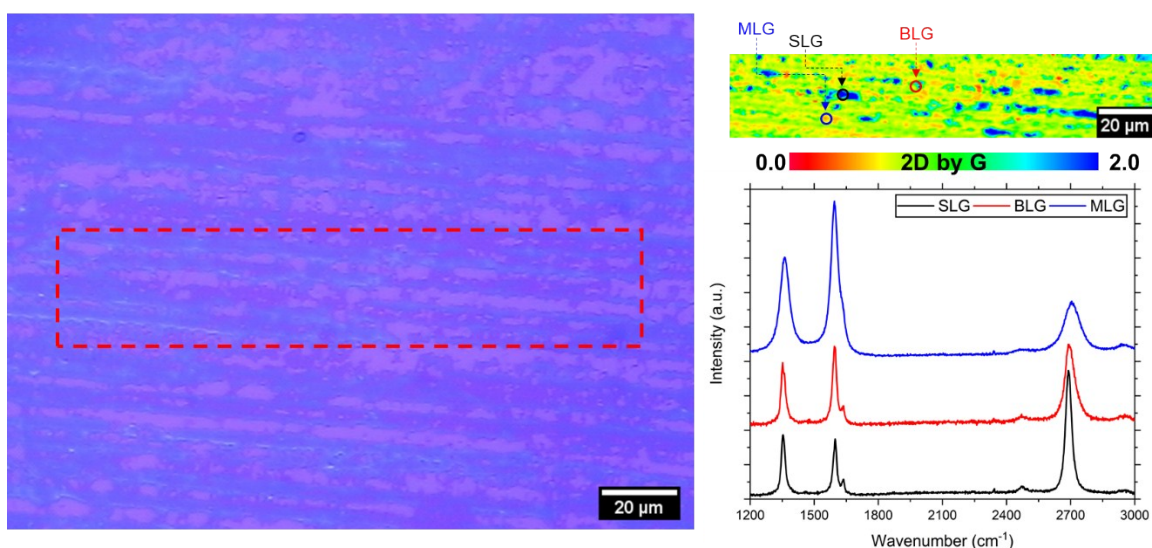 20 µm
MLG
SLG
BLG
20 µm
0.0 2D by G 2.0
SLG BLG MLG
Intensity (a.u.)
1200 1500 1800 2100 2400 2700 3000
Wavenumber (cm⁻¹)